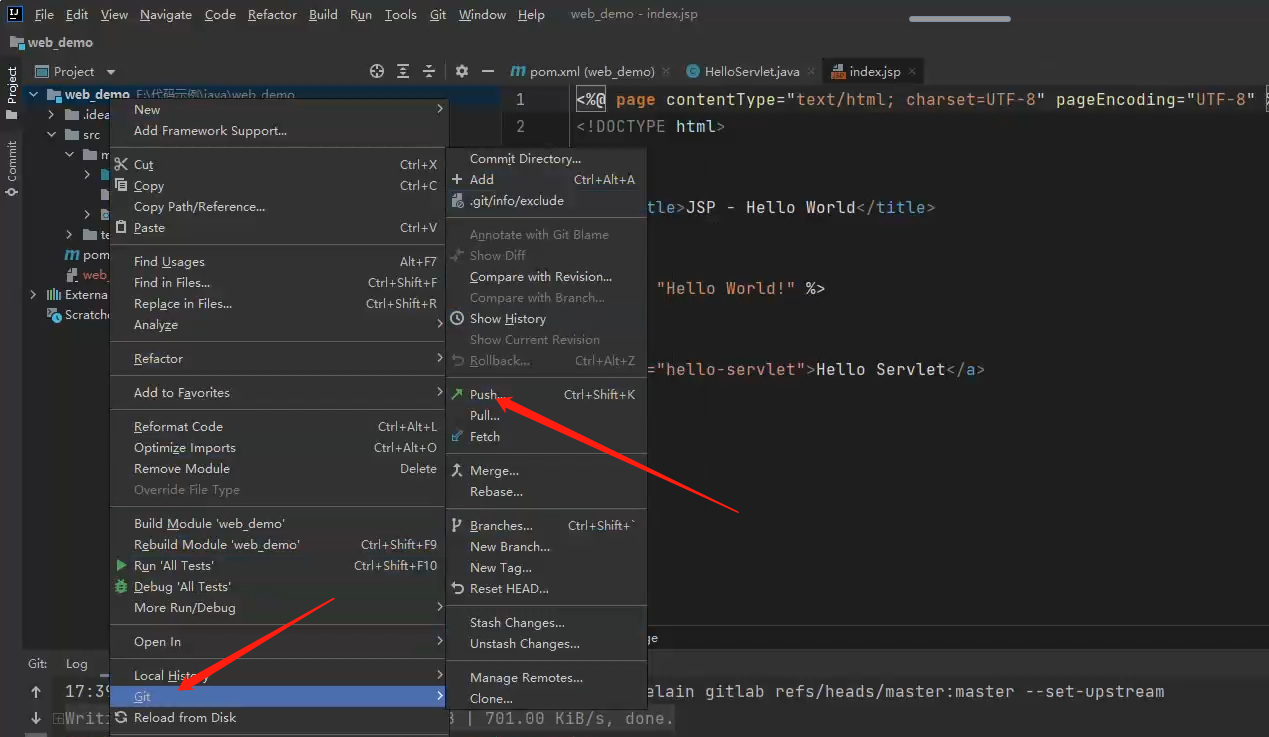 File Edit View Navigate Code Refactor Build Run Tools Git Window Help web_demo - index.jsp
web_demo
Project
pom.xml (web_demo)
HelloServlet.java
index.jsp
Project
Commit
web_demo E:\代码示例\java\web_demo
.idea
src
pom
web_
Externa
Scratche
New
Add Framework Support...
Cut Ctrl+X
Copy Ctrl+C
Copy Path/Reference...
Paste Ctrl+V
Find Usages Alt+F7
Find in Files... Ctrl+Shift+F
Replace in Files... Ctrl+Shift+R
Analyze
Refactor
Add to Favorites
Reformat Code Ctrl+Alt+L
Optimize Imports Ctrl+Alt+O
Remove Module Delete
Override File Type
Build Module 'web_demo'
Rebuild Module 'web_demo' Ctrl+Shift+F9
Run 'All Tests' Ctrl+Shift+F10
Debug 'All Tests'
More Run/Debug
Open In
Local History
Git
Reload from Disk
Commit Directory...
Add Ctrl+Alt+A
.git/info/exclude
Annotate with Git Blame
Show Diff
Compare with Revision...
Compare with Branch...
Show History
Show Current Revision
Rollback... Ctrl+Alt+Z
Push... Ctrl+Shift+K
Pull...
Fetch
Merge...
Rebase...
Branches... Ctrl+Shift+`
New Branch...
New Tag...
Reset HEAD...
Stash Changes...
Unstash Changes...
Manage Remotes...
Clone...
1 <%@ page contentType="text/html; charset=UTF-8" pageEncoding="UTF-8"
2 <!DOCTYPE html>
tle>JSP - Hello World</title>
"Hello World!" %>
="hello-servlet">Hello Servlet</a>
ge
Git: Log
17:39
elain gitlab refs/heads/master:master --set-upstream
Writi
3 | 701.00 KiB/s, done.